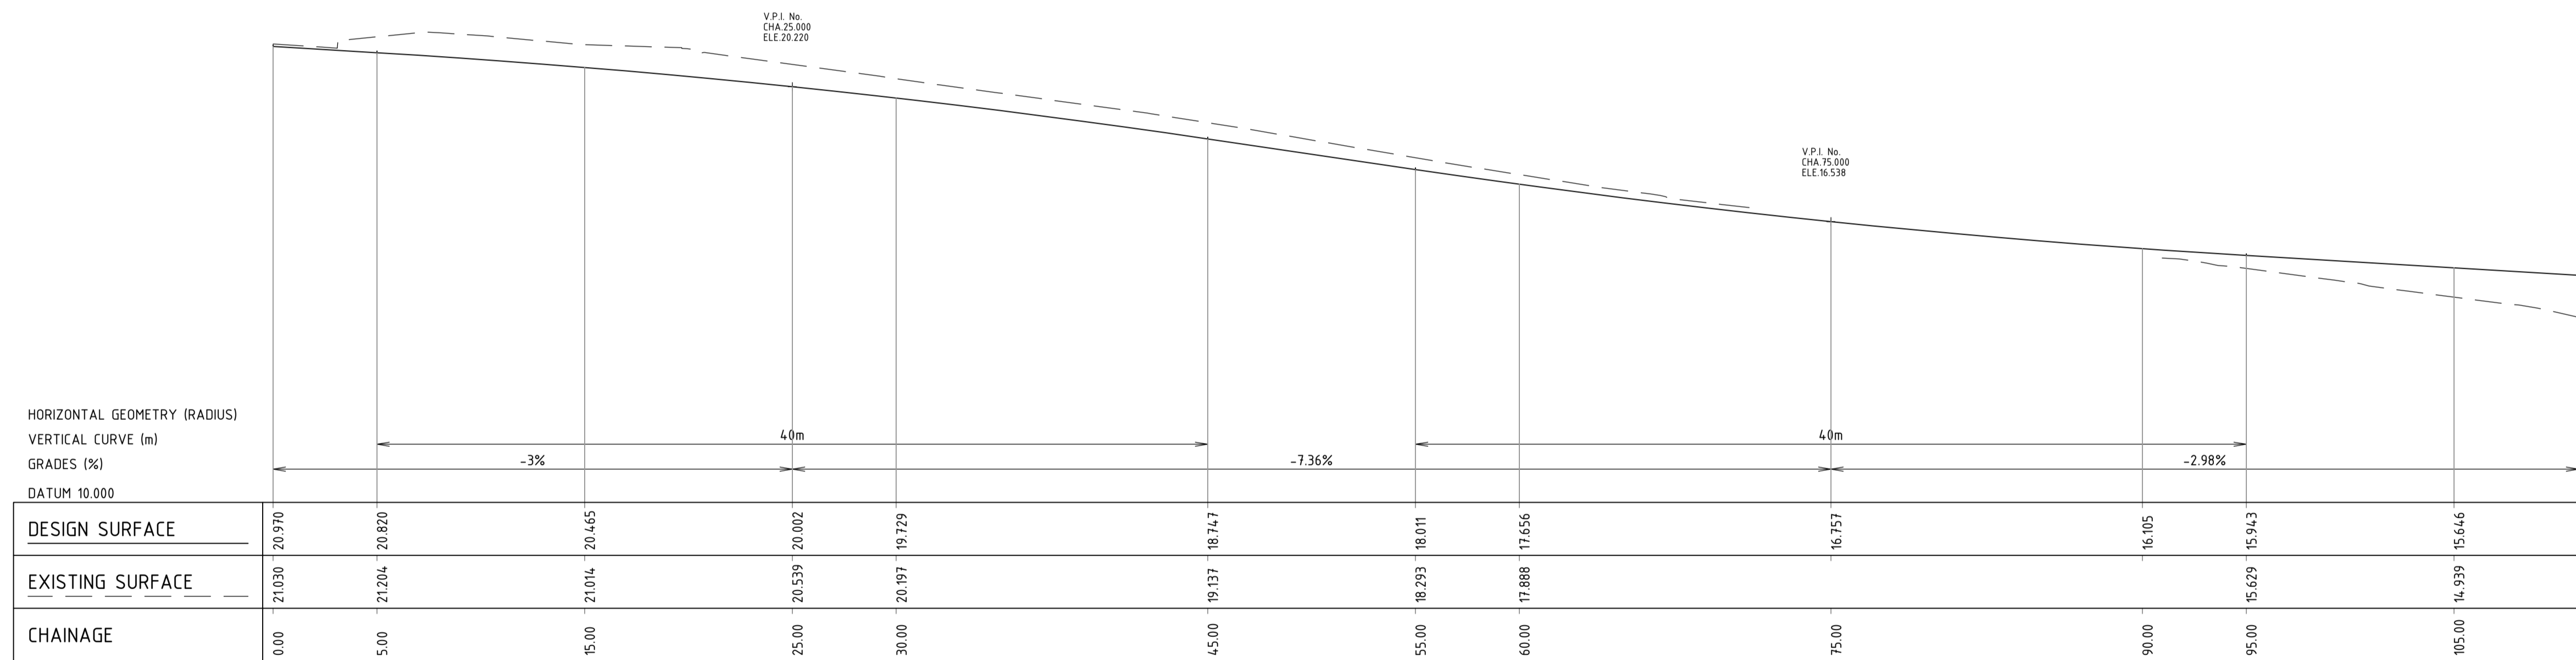 V.P.I. No.
CHA.25.000
ELE.20.220
V.P.I. No.
CHA.75.000
ELE.16.538
HORIZONTAL GEOMETRY (RADIUS)
VERTICAL CURVE (m)
40m
40m
GRADES (%)
-3%
-7.36%
-2.98%
DATUM 10.000
DESIGN SURFACE
20.970
20.820
20.465
20.002
19.729
18.747
18.011
17.656
16.757
16.105
15.943
15.646
EXISTING SURFACE
21.030
21.204
21.014
20.539
20.197
19.137
18.293
17.888
15.629
14.939
CHAINAGE
0.00
5.00
15.00
25.00
30.00
45.00
55.00
60.00
75.00
90.00
95.00
105.00